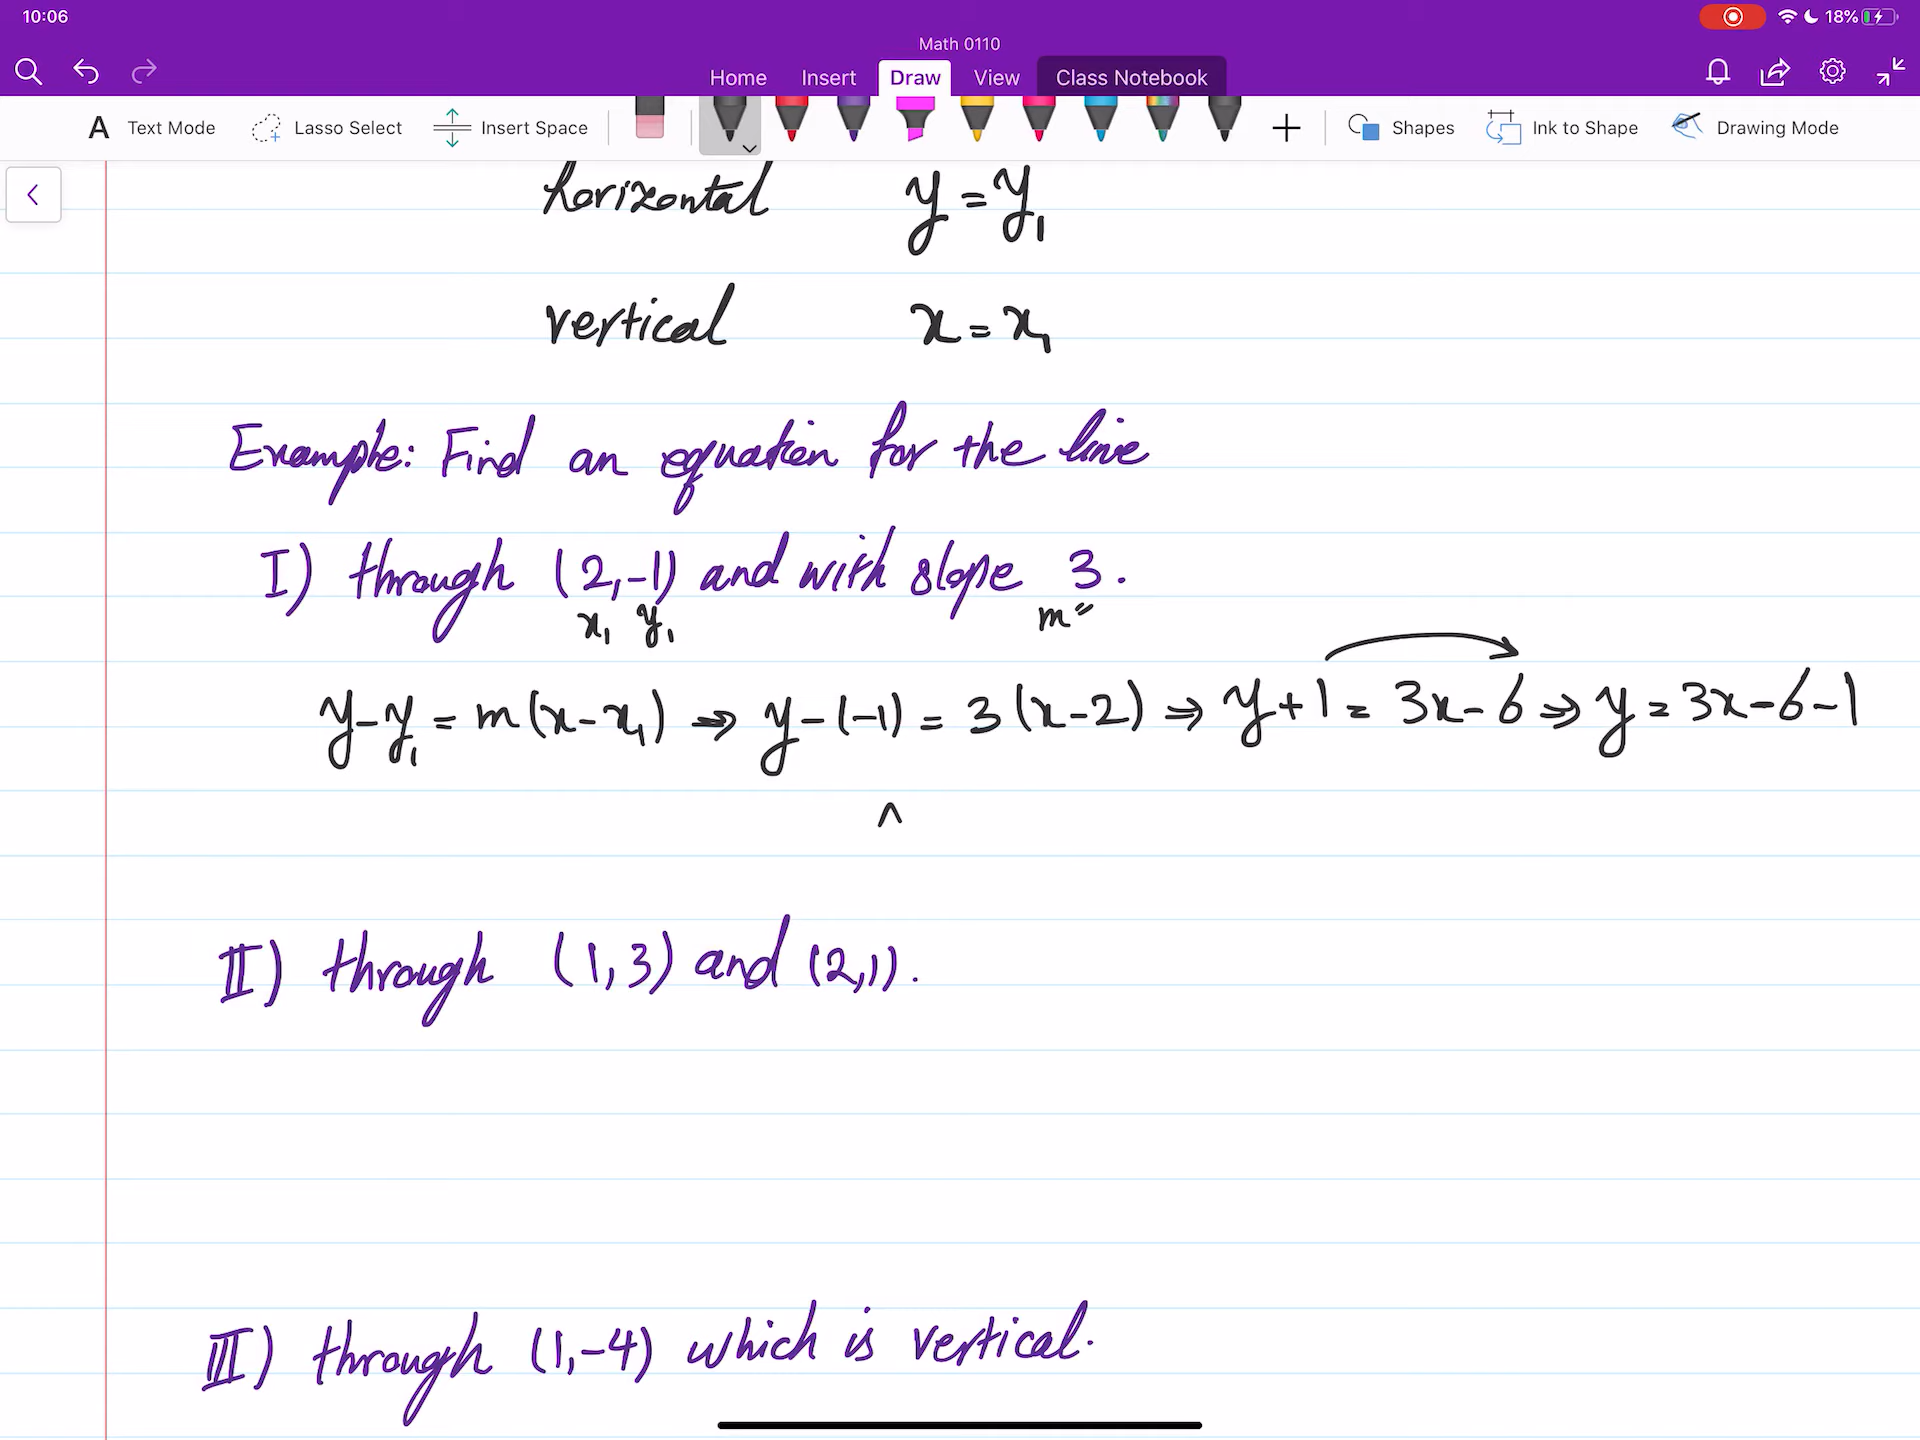 10:06
18%
Math 0110
Home Insert Draw View Class Notebook
A Text Mode Lasso Select Insert Space Shapes Ink to Shape Drawing Mode
horizontal y = y₁
vertical x = x₁
Example: Find an equation for the line
I) through (2,-1) and with slope 3.
x₁ y₁ m=
y-y₁ = m(x-x₁) ⇒ y-(-1) = 3(x-2) ⇒ y+1 = 3x-6 ⇒ y = 3x-6-1
^
II) through (1,3) and (2,1).
III) through (1,-4) which is vertical.